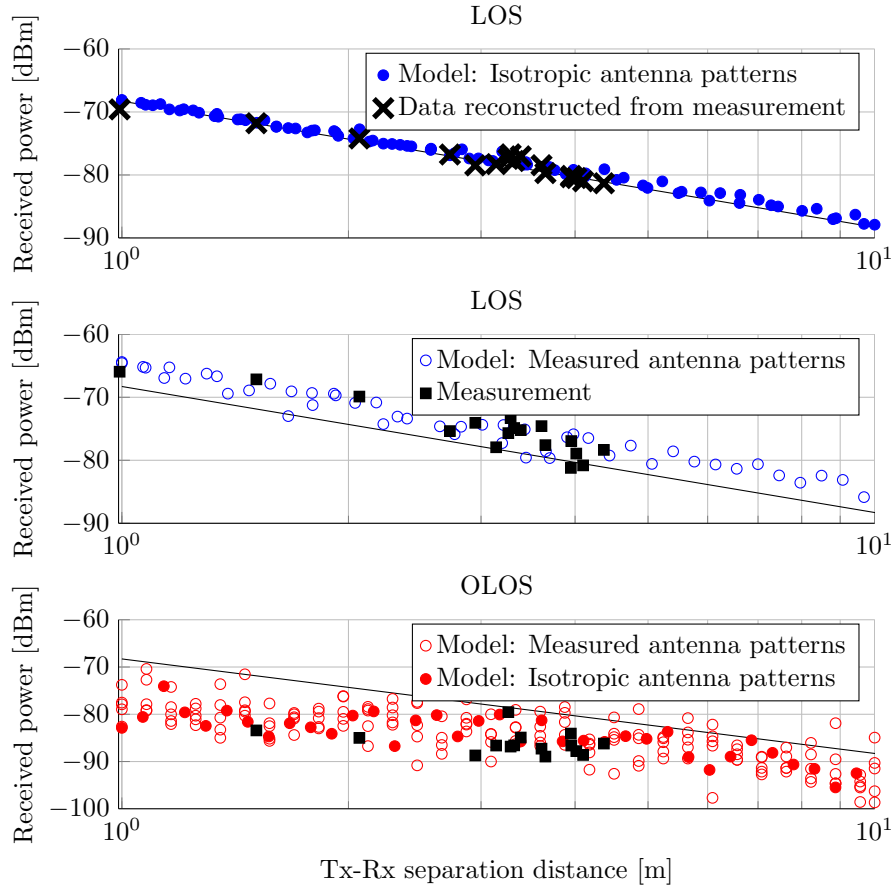 LOS
−60
−70
−80
−90
Received power [dBm]
Model: Isotropic antenna patterns
Data reconstructed from measurement
10^0
10^1
LOS
−60
−70
−80
−90
Received power [dBm]
Model: Measured antenna patterns
Measurement
10^0
10^1
OLOS
−60
−70
−80
−90
−100
Received power [dBm]
Model: Measured antenna patterns
Model: Isotropic antenna patterns
10^0
10^1
Tx-Rx separation distance [m]